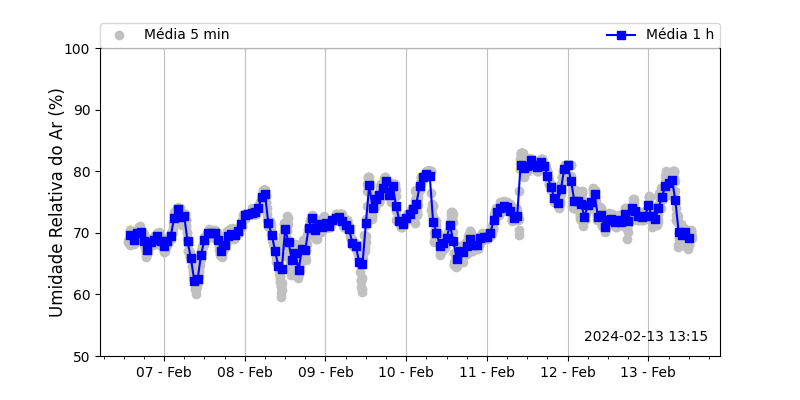 Média 5 min
Média 1 h
Umidade Relativa do Ar (%)
100
90
80
70
60
50
2024-02-13 13:15
07 - Feb
08 - Feb
09 - Feb
10 - Feb
11 - Feb
12 - Feb
13 - Feb